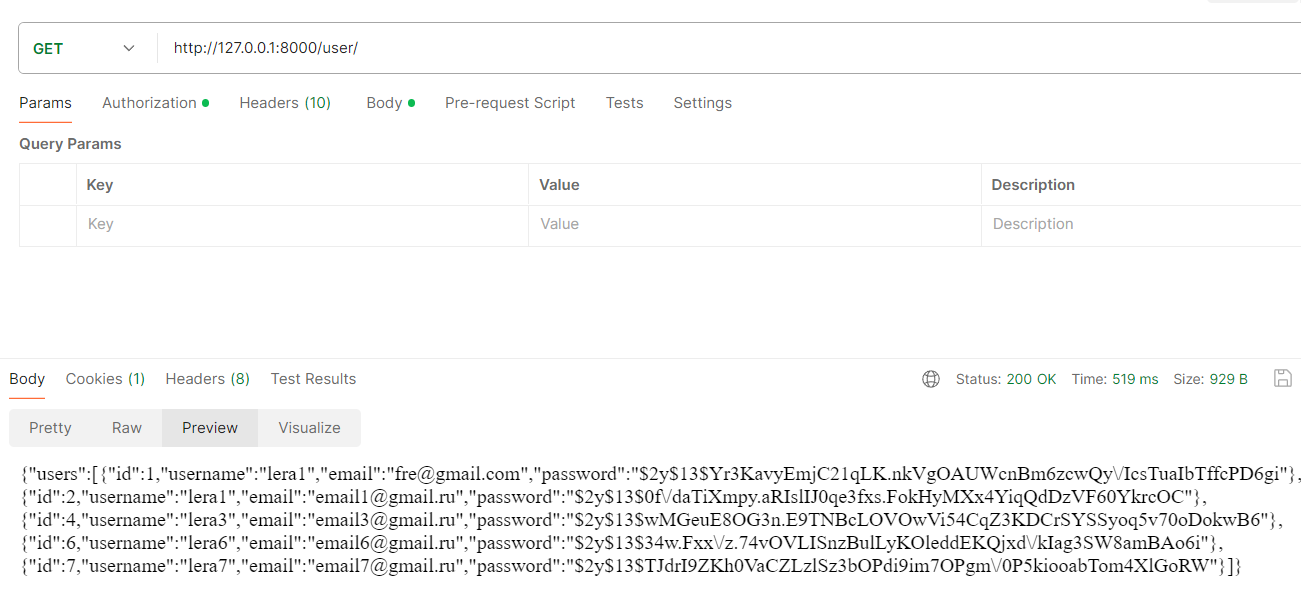 GET http://127.0.0.1:8000/user/
Params Authorization Headers (10) Body Pre-request Script Tests Settings
Query Params
Key Value Description
Key Value Description
Body Cookies (1) Headers (8) Test Results Status: 200 OK Time: 519 ms Size: 929 B
Pretty Raw Preview Visualize
{"users":[{"id":1,"username":"lera1","email":"fre@gmail.com","password":"$2y$13$Yr3KavyEmjC21qLK.nkVgOAUWcnBm6zcwQy\/IcsTuaIbTffcPD6gi"},
{"id":2,"username":"lera1","email":"email1@gmail.ru","password":"$2y$13$0f\/daTiXmpy.aRIslIJ0qe3fxs.FokHyMXx4YiqQdDzVF60YkrcOC"},
{"id":4,"username":"lera3","email":"email3@gmail.ru","password":"$2y$13$wMGeuE8OG3n.E9TNBcLOVOwVi54CqZ3KDCrSYSSyoq5v70oDokwB6"},
{"id":6,"username":"lera6","email":"email6@gmail.ru","password":"$2y$13$34w.Fxx\/z.74vOVLISnzBulLyKOleddEKQjxd\/kIag3SW8amBAo6i"},
{"id":7,"username":"lera7","email":"email7@gmail.ru","password":"$2y$13$TJdrI9ZKh0VaCZLzlSz3bOPdi9im7OPgm\/0P5kiooabTom4XlGoRW"}]}